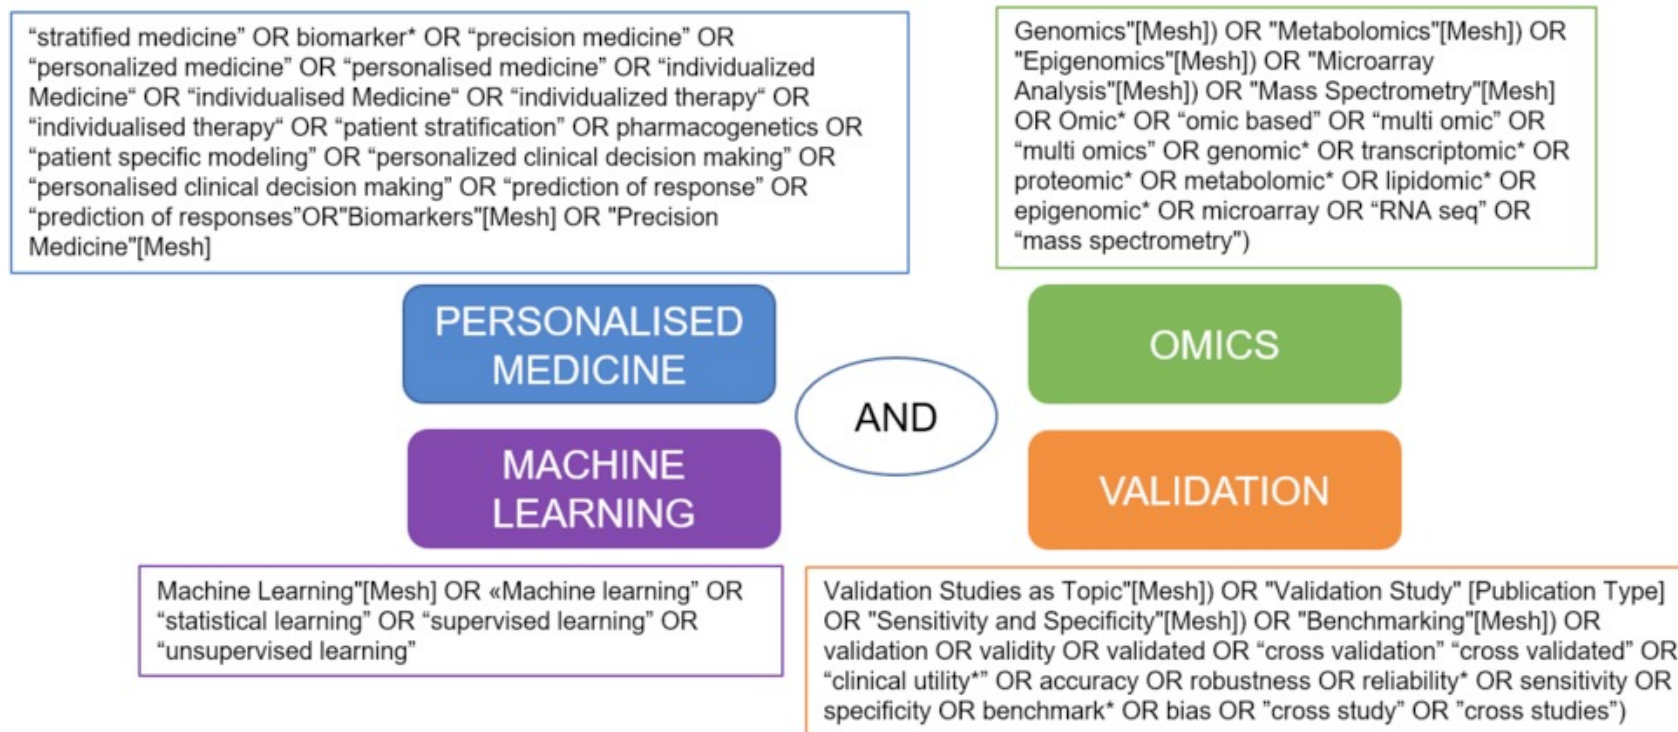 “stratified medicine” OR biomarker* OR “precision medicine” OR
“personalized medicine” OR “personalised medicine” OR “individualized
Medicine“ OR “individualised Medicine“ OR “individualized therapy“ OR
“individualised therapy“ OR “patient stratification” OR pharmacogenetics OR
“patient specific modeling” OR “personalized clinical decision making” OR
“personalised clinical decision making” OR “prediction of response” OR
“prediction of responses”OR"Biomarkers"[Mesh] OR "Precision
Medicine"[Mesh]
Genomics"[Mesh]) OR "Metabolomics"[Mesh]) OR
"Epigenomics"[Mesh]) OR "Microarray
Analysis"[Mesh]) OR "Mass Spectrometry"[Mesh]
OR Omic* OR “omic based” OR “multi omic” OR
“multi omics” OR genomic* OR transcriptomic* OR
proteomic* OR metabolomic* OR lipidomic* OR
epigenomic* OR microarray OR “RNA seq” OR
“mass spectrometry")
PERSONALISED
MEDICINE
OMICS
AND
MACHINE
LEARNING
VALIDATION
Machine Learning"[Mesh] OR «Machine learning” OR
“statistical learning” OR “supervised learning” OR
“unsupervised learning”
Validation Studies as Topic"[Mesh]) OR "Validation Study" [Publication Type]
OR "Sensitivity and Specificity"[Mesh]) OR "Benchmarking"[Mesh]) OR
validation OR validity OR validated OR “cross validation” “cross validated” OR
“clinical utility*” OR accuracy OR robustness OR reliability* OR sensitivity OR
specificity OR benchmark* OR bias OR ”cross study” OR ”cross studies”)